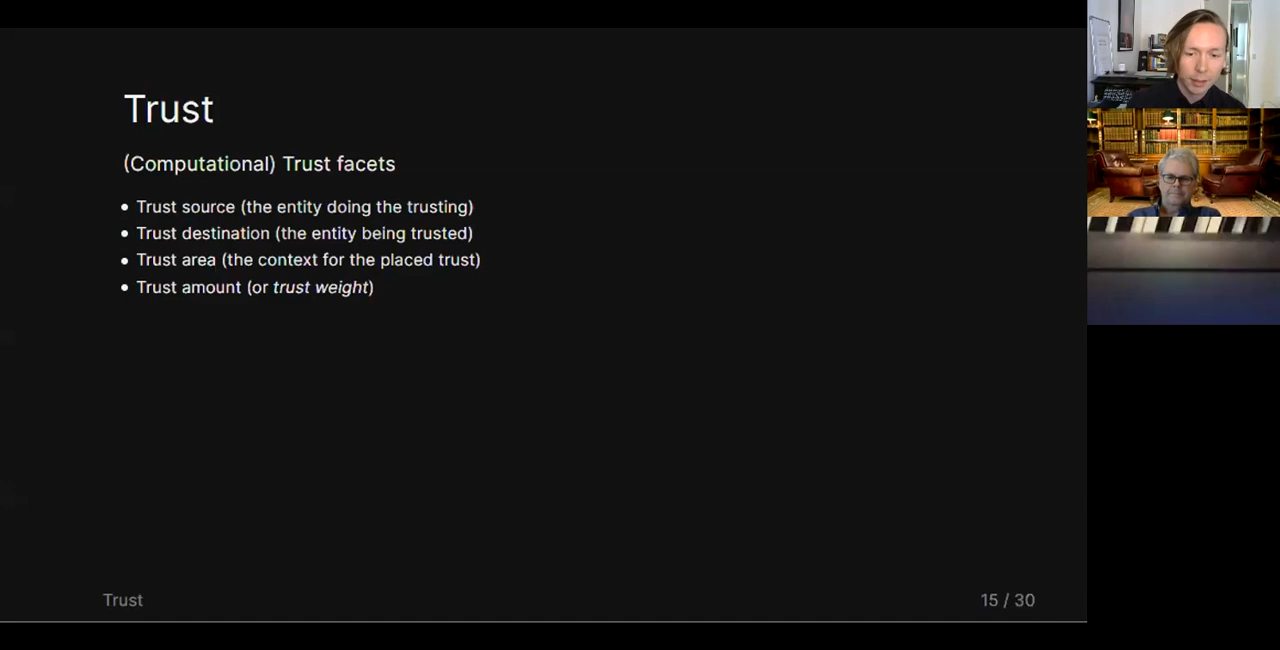 Trust
(Computational) Trust facets
• Trust source (the entity doing the trusting)
• Trust destination (the entity being trusted)
• Trust area (the context for the placed trust)
• Trust amount (or trust weight)
Trust
15 / 30